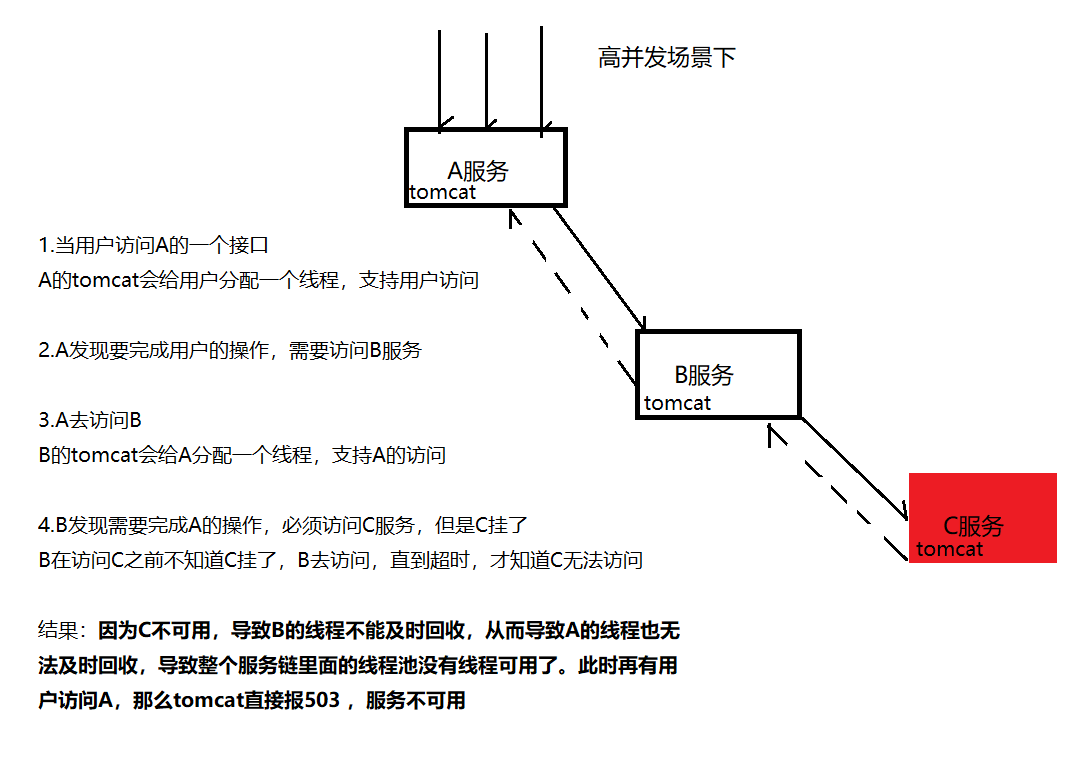 高并发场景下
A服务
tomcat
1.当用户访问A的一个接口
A的tomcat会给用户分配一个线程，支持用户访问
2.A发现要完成用户的操作，需要访问B服务
B服务
tomcat
3.A去访问B
B的tomcat会给A分配一个线程，支持A的访问
4.B发现需要完成A的操作，必须访问C服务，但是C挂了
B在访问C之前不知道C挂了，B去访问，直到超时，才知道C无法访问
C服务
tomcat
结果：因为C不可用，导致B的线程不能及时回收，从而导致A的线程也无
法及时回收，导致整个服务链里面的线程池没有线程可用了。此时再有用
户访问A，那么tomcat直接报503 ，服务不可用